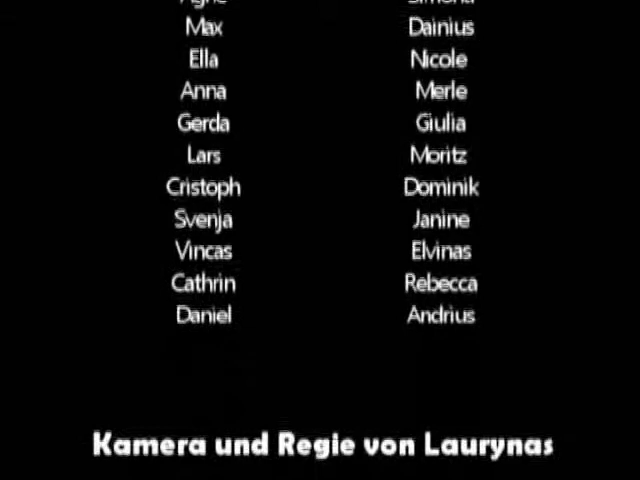 Max Dainius
Ella Nicole
Anna Merle
Gerda Giulia
Lars Moritz
Cristoph Dominik
Svenja Janine
Vincas Elvinas
Cathrin Rebecca
Daniel Andrius
Kamera und Regie von Laurynas